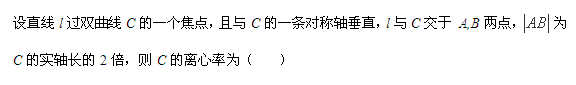 设直线 l 过双曲线 C 的一个焦点，且与 C 的一条对称轴垂直，l 与 C 交于 A,B 两点，|AB| 为
C 的实轴长的 2 倍，则 C 的离心率为（　　）